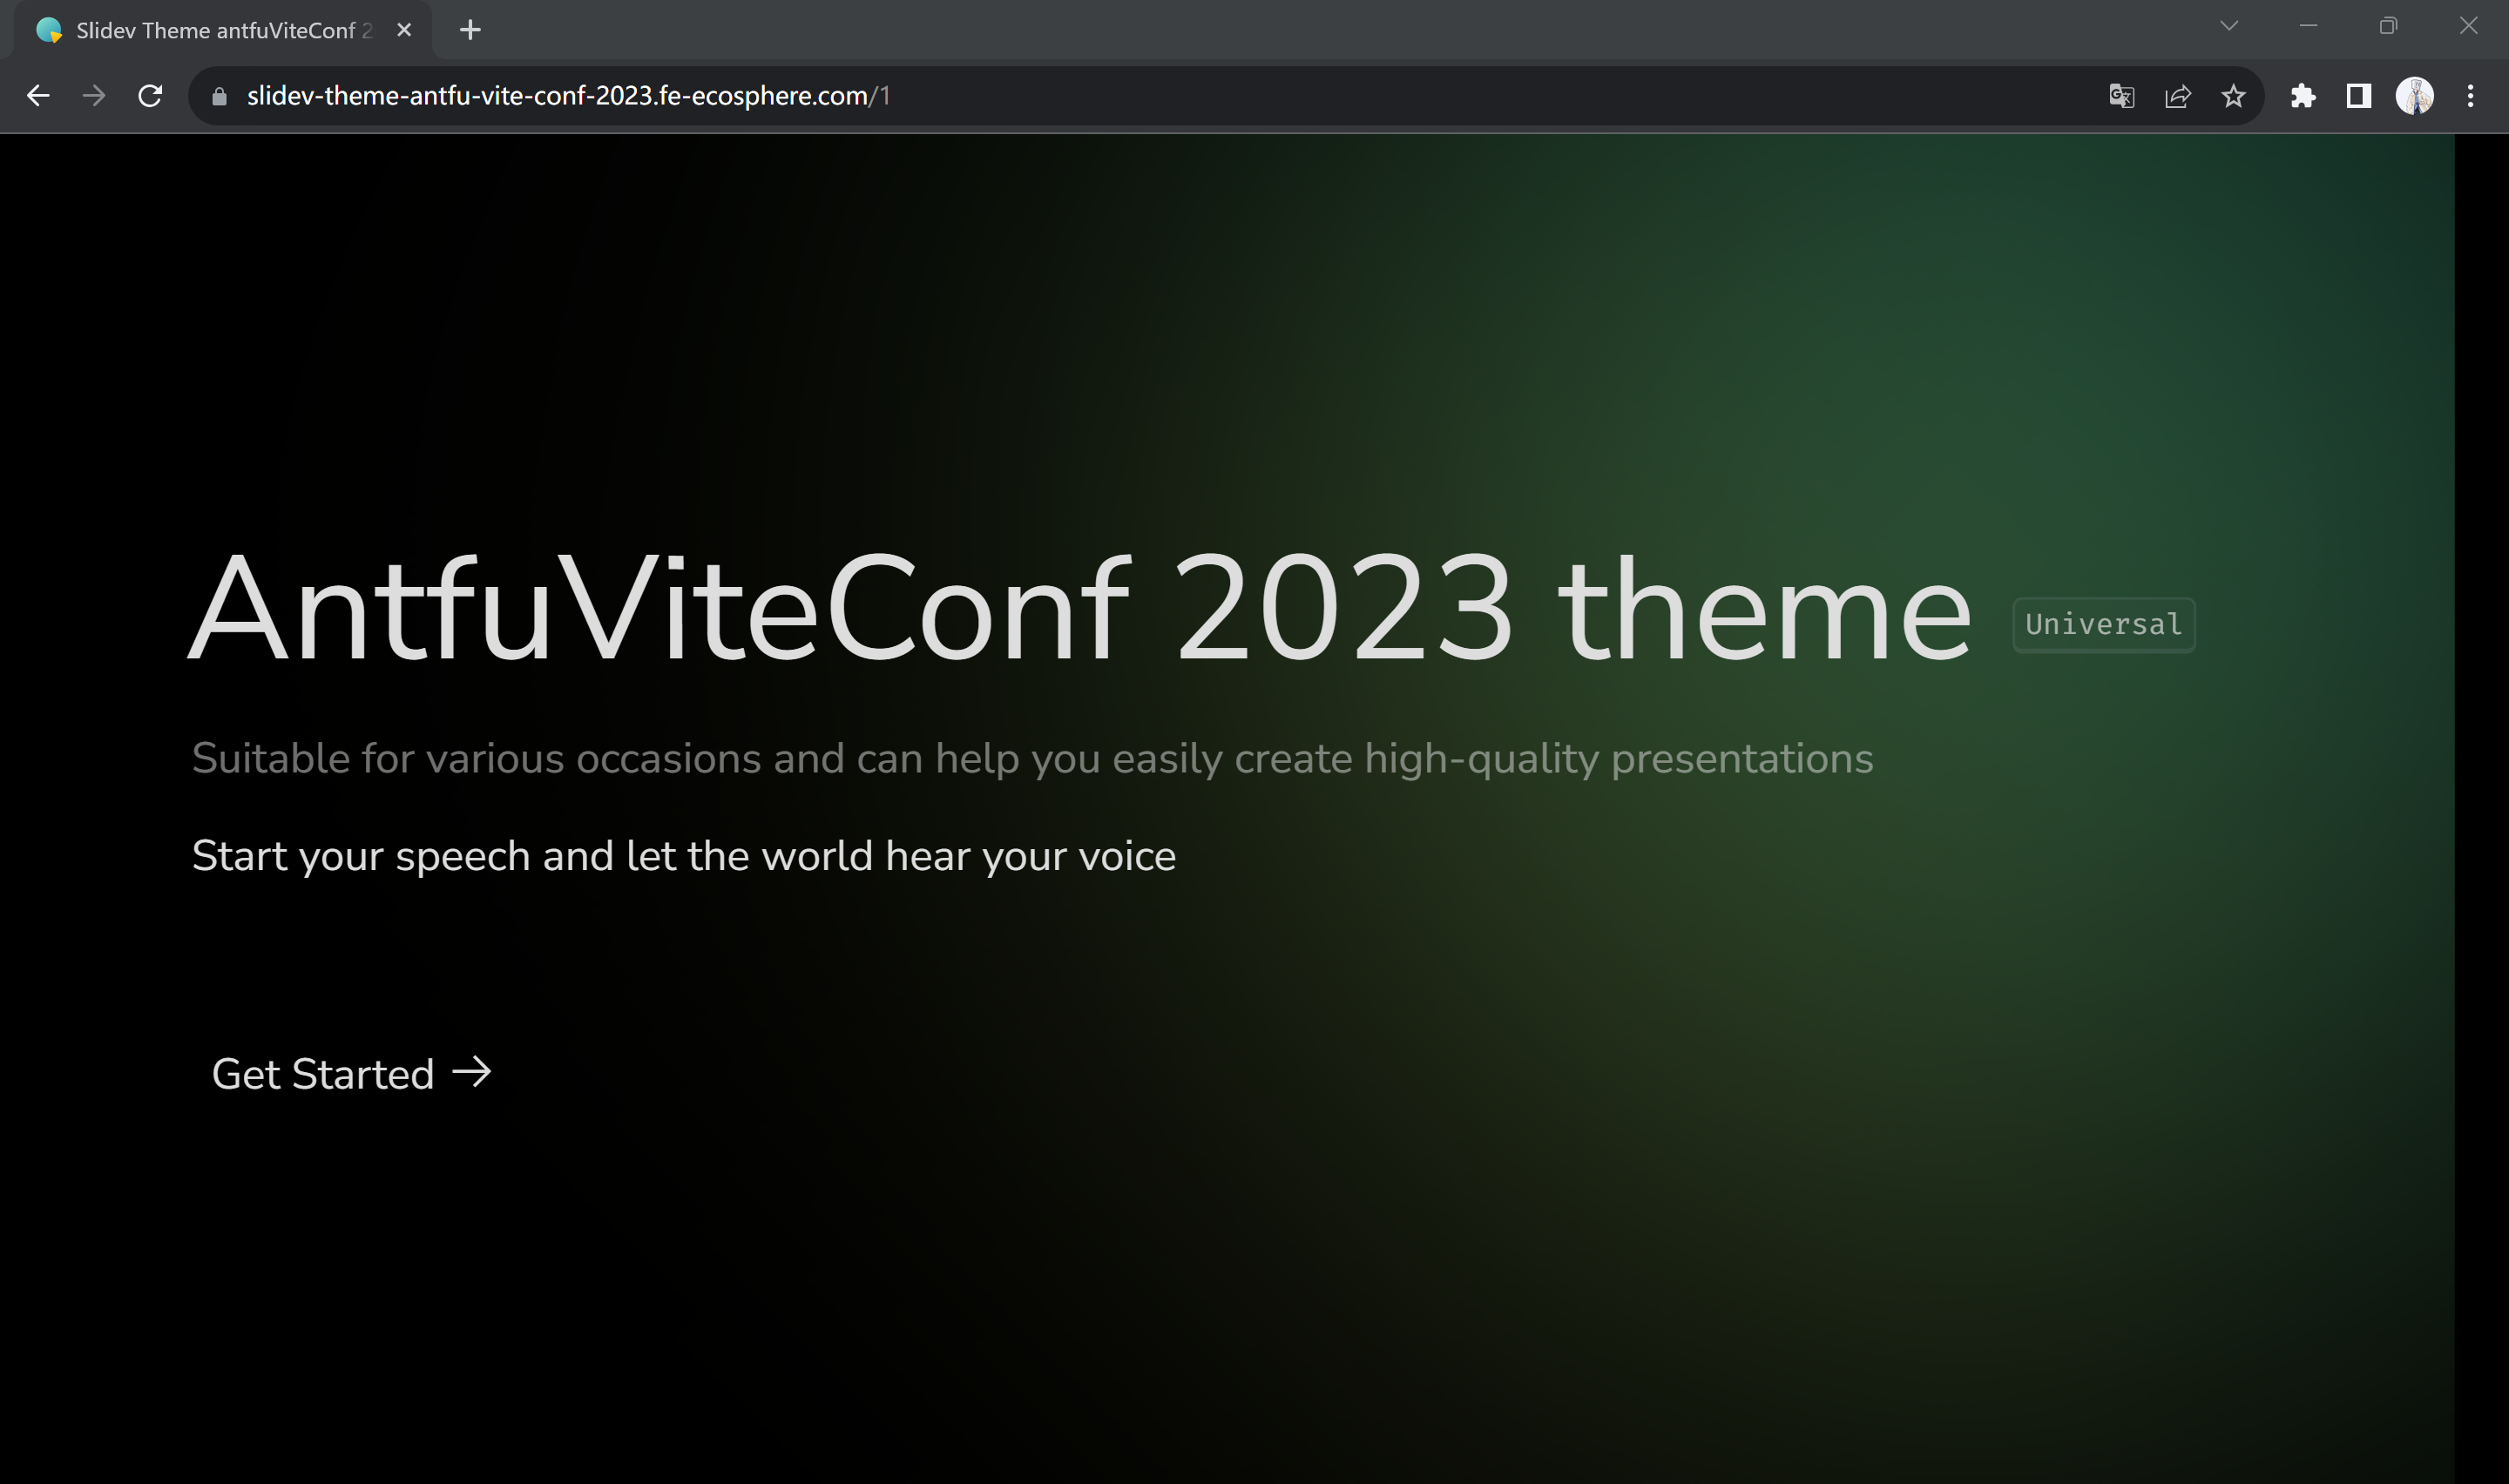 Slidev Theme antfuViteConf 2
slidev-theme-antfu-vite-conf-2023.fe-ecosphere.com/1
AntfuViteConf 2023 theme Universal
Suitable for various occasions and can help you easily create high-quality presentations
Start your speech and let the world hear your voice
Get Started →